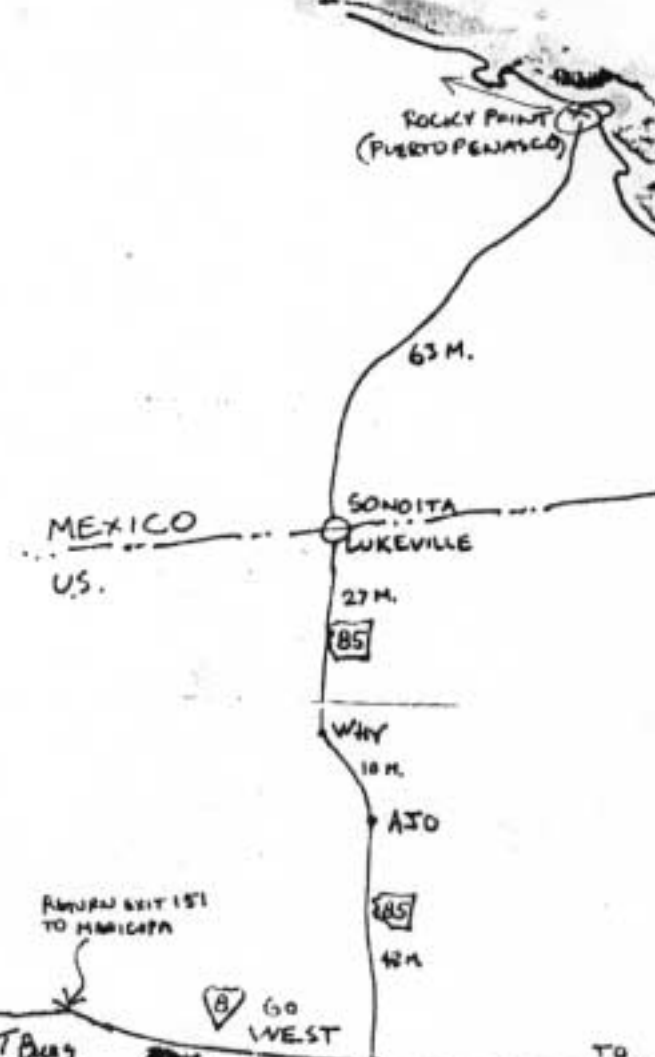 ROCKY POINT
(PUERTO PENASCO)
63 M.
MEXICO
SONOITA
LUKEVILLE
U.S.
27 M.
85
WHY
10 M.
AJO
RETURN EXIT 151
TO MARICOPA
85
42 M.
8
GO
WEST
TO